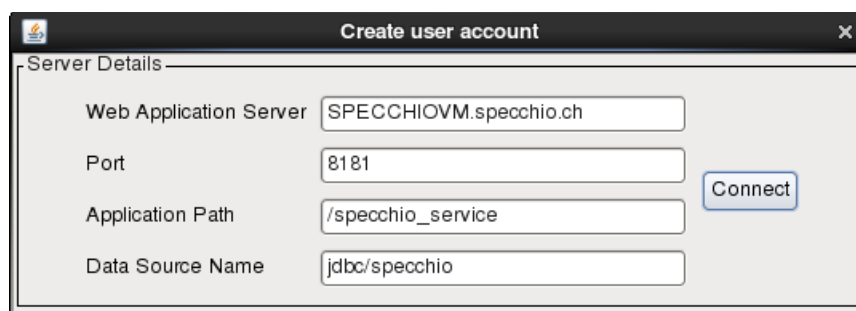 Create user account
Server Details
Web Application Server SPECCHIOVM.specchio.ch
Port 8181
Connect
Application Path /specchio_service
Data Source Name jdbc/specchio